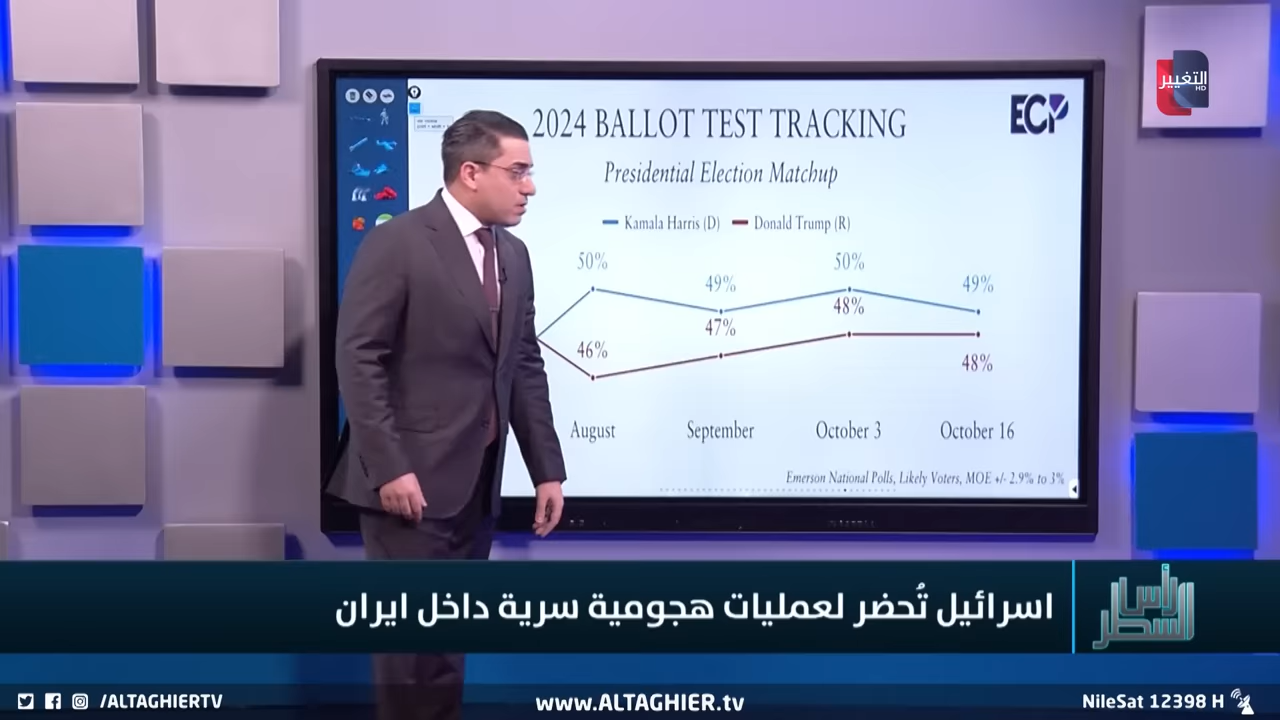 التغيير
HD
2024 BALLOT TEST TRACKING
ECP
Presidential Election Matchup
Kamala Harris (D) Donald Trump (R)
50% 49% 50% 49%
46% 47% 48% 48%
August September October 3 October 16
Emerson National Polls, Likely Voters, MOE +/- 2.9% to 3%
اسرائيل تُحضر لعمليات هجومية سرية داخل ايران
رأس
السطر
/ALTAGHIERTV
www.ALTAGHIER.tv
NileSat 12398 H